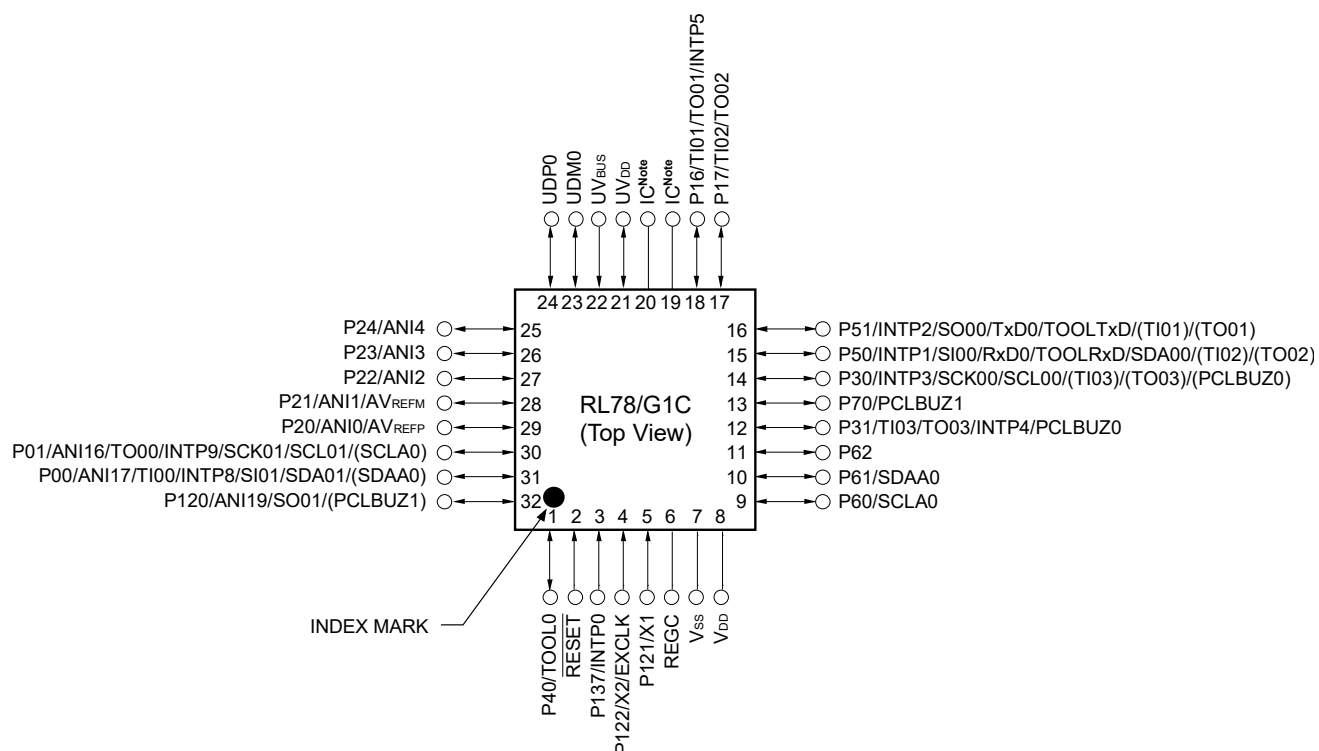 UDP0
UDM0
UVBUS
UVDD
ICNote
ICNote
P16/TI01/TO01/INTP5
P17/TI02/TO02
24 23 22 21 20 19 18 17
P24/ANI4 25
P23/ANI3 26
P22/ANI2 27
P21/ANI1/AVREFM 28
P20/ANI0/AVREFP 29
P01/ANI16/TO00/INTP9/SCK01/SCL01/(SCLA0) 30
P00/ANI17/TI00/INTP8/SI01/SDA01/(SDAA0) 31
P120/ANI19/SO01/(PCLBUZ1) 32
RL78/G1C
(Top View)
16 P51/INTP2/SO00/TxD0/TOOLTxD/(TI01)/(TO01)
15 P50/INTP1/SI00/RxD0/TOOLRxD/SDA00/(TI02)/(TO02)
14 P30/INTP3/SCK00/SCL00/(TI03)/(TO03)/(PCLBUZ0)
13 P70/PCLBUZ1
12 P31/TI03/TO03/INTP4/PCLBUZ0
11 P62
10 P61/SDAA0
9 P60/SCLA0
1 2 3 4 5 6 7 8
INDEX MARK
P40/TOOL0
RESET
P137/INTP0
P122/X2/EXCLK
P121/X1
REGC
VSS
VDD